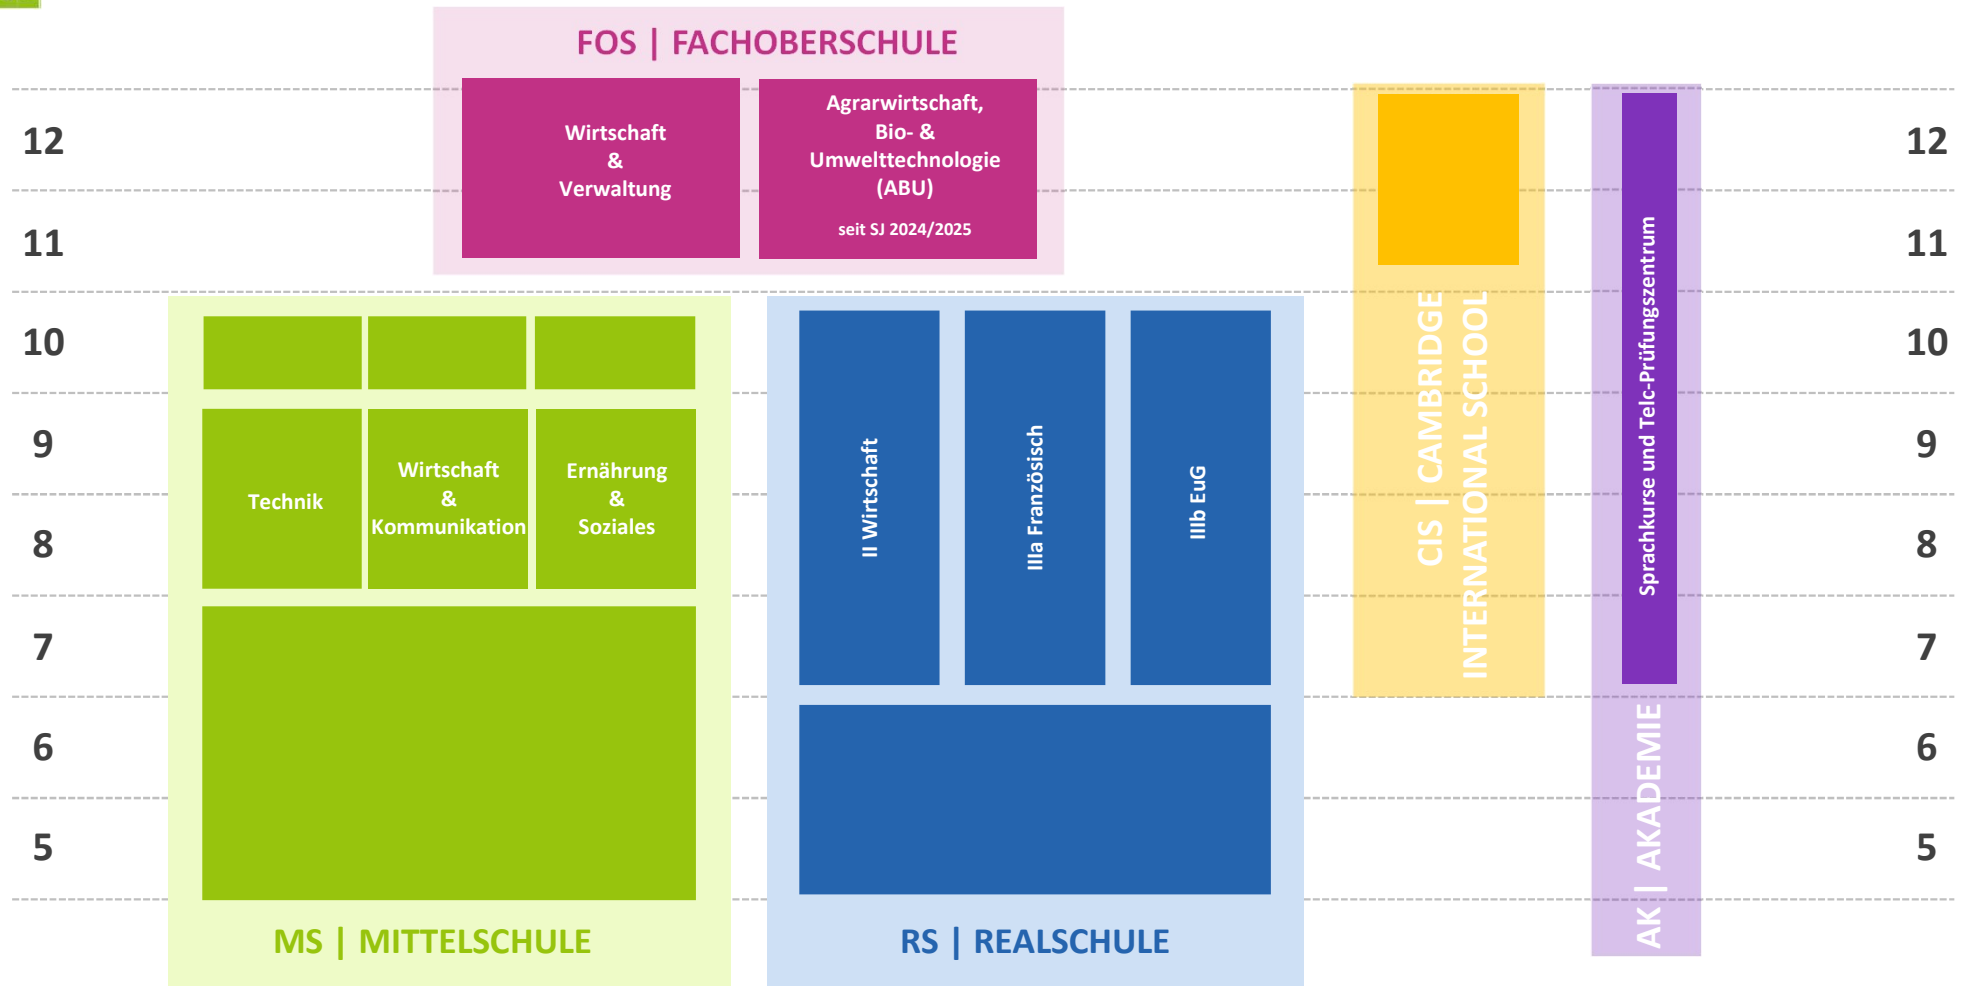 FOS | FACHOBERSCHULE
Wirtschaft
&
Verwaltung
Agrarwirtschaft,
Bio- &
Umwelttechnologie
(ABU)
seit SJ 2024/2025
12
11
10
9
8
7
6
5
Technik
Wirtschaft
&
Kommunikation
Ernährung
&
Soziales
MS | MITTELSCHULE
II Wirtschaft
IIIa Französisch
IIIb EuG
RS | REALSCHULE
CIS | CAMBRIDGE
INTERNATIONAL SCHOOL
Sprachkurse und Telc-Prüfungszentrum
AK | AKADEMIE
12
11
10
9
8
7
6
5